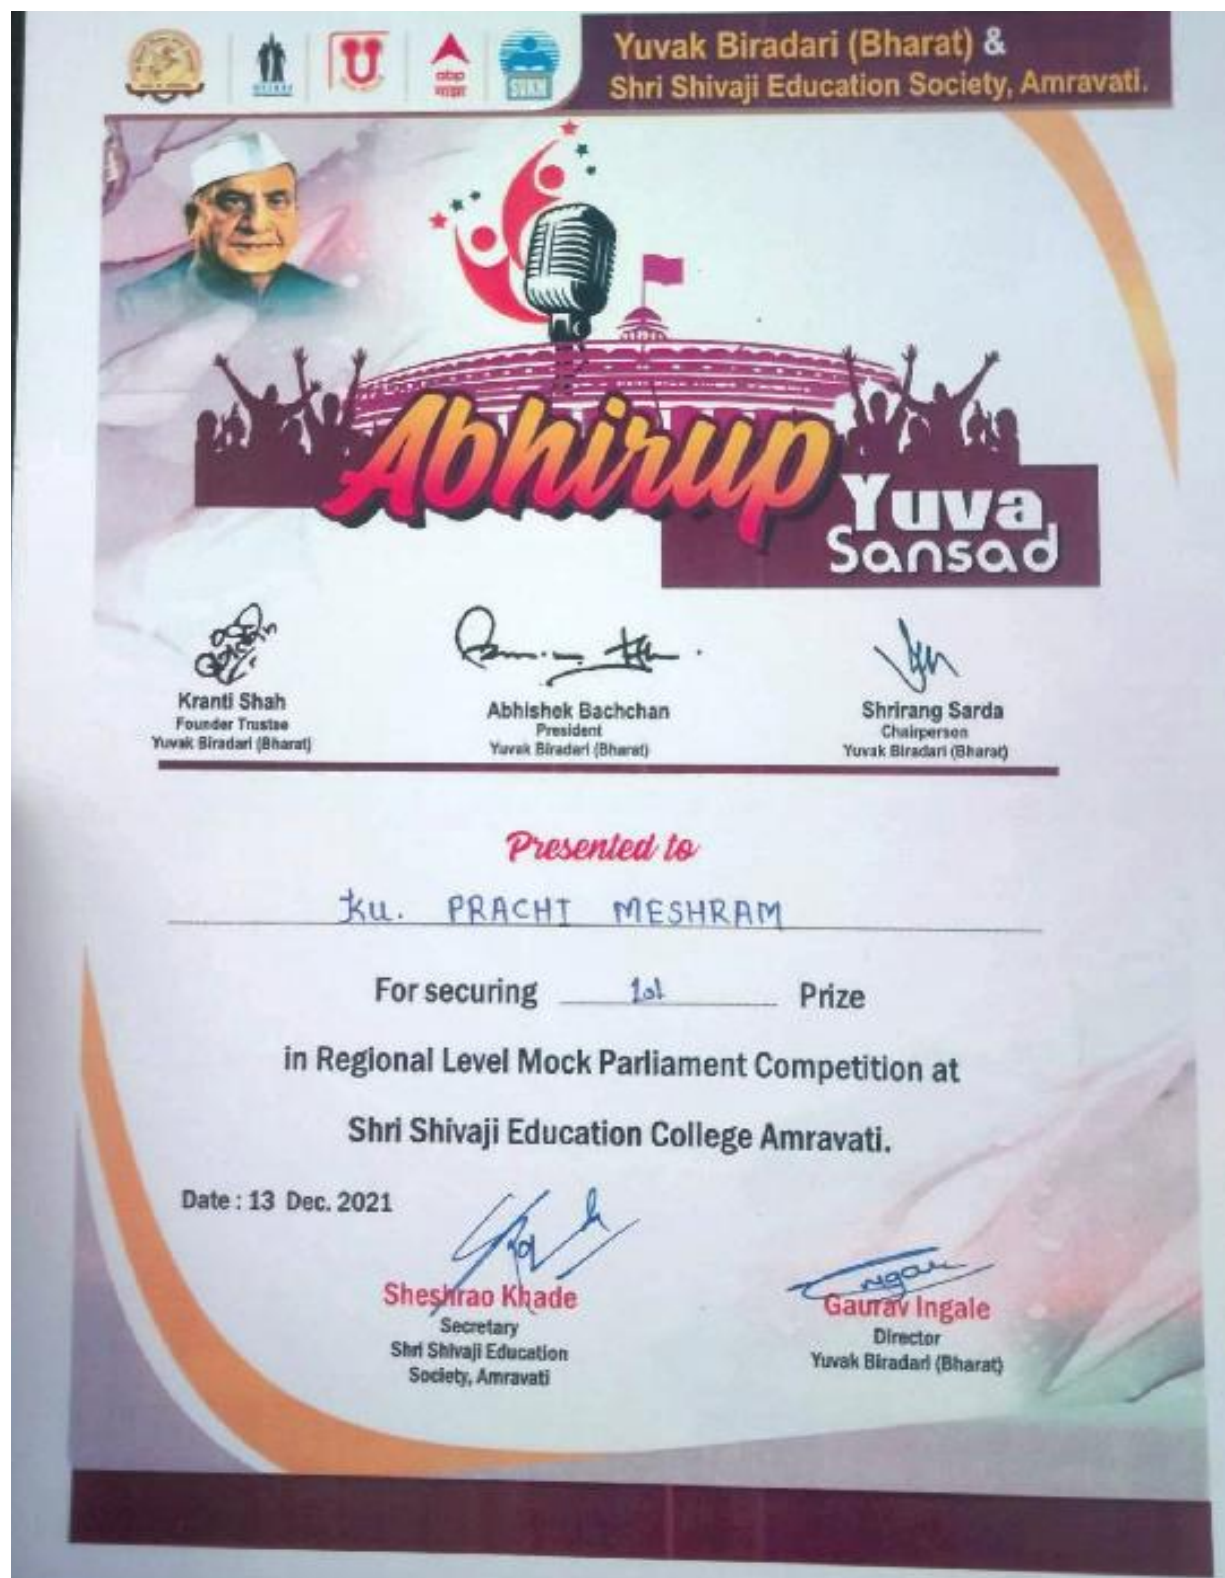 Yuvak Biradari (Bharat) &
Shri Shivaji Education Society, Amravati.
abp
माझा
SVKM
Abhirup
Yuva
Sansad
Kranti Shah
Founder Trustee
Yuvak Biradari (Bharat)
Abhishek Bachchan
President
Yuvak Biradari (Bharat)
Shrirang Sarda
Chairperson
Yuvak Biradari (Bharat)
Presented to
Ku. PRACHI MESHRAM
For securing 1st Prize
in Regional Level Mock Parliament Competition at
Shri Shivaji Education College Amravati.
Date : 13 Dec. 2021
Sheshrao Khade
Secretary
Shri Shivaji Education
Society, Amravati
Gaurav Ingale
Director
Yuvak Biradari (Bharat)